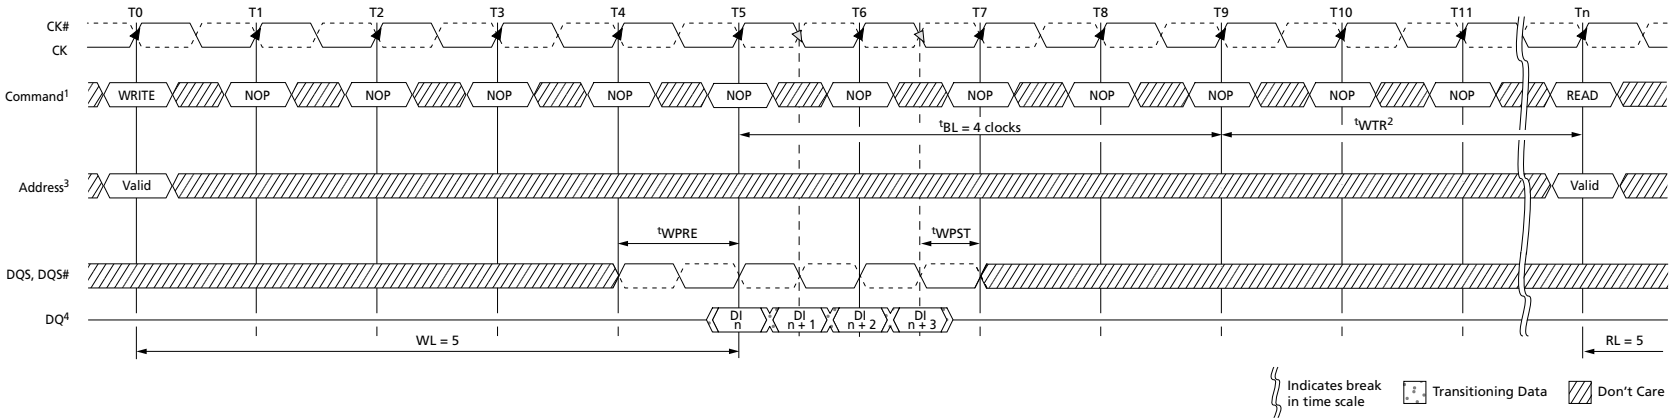 T0 T1 T2 T3 T4 T5 T6 T7 T8 T9 T10 T11 Tn
CK#
CK
Command¹ WRITE NOP NOP NOP NOP NOP NOP NOP NOP NOP NOP NOP READ
ᵗBL = 4 clocks ᵗWTR²
Address³ Valid Valid
ᵗWPRE ᵗWPST
DQS, DQS#
DQ⁴ DI n DI n + 1 DI n + 2 DI n + 3
WL = 5 RL = 5
Indicates break
in time scale
Transitioning Data
Don't Care